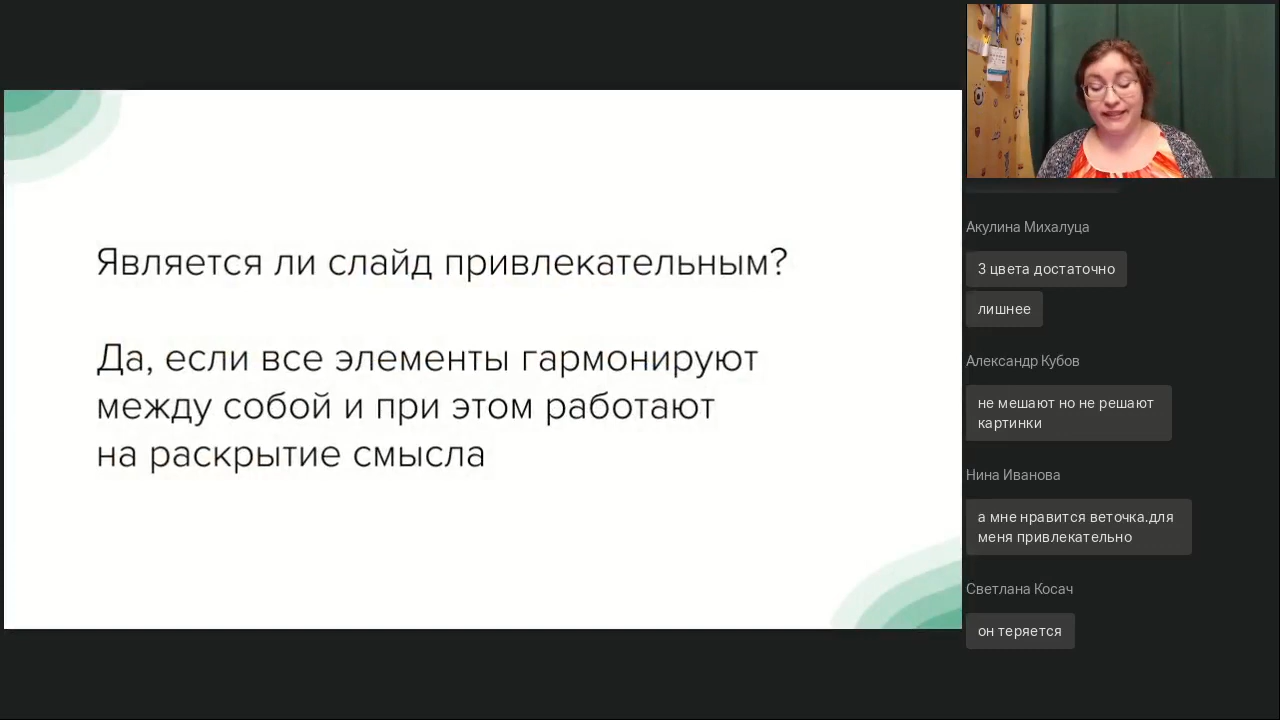 Является ли слайд привлекательным?
Да, если все элементы гармонируют
между собой и при этом работают
на раскрытие смысла
Акулина Михалуца
3 цвета достаточно
лишнее
Александр Кубов
не мешают но не решают
картинки
Нина Иванова
а мне нравится веточка.для
меня привлекательно
Светлана Косач
он теряется